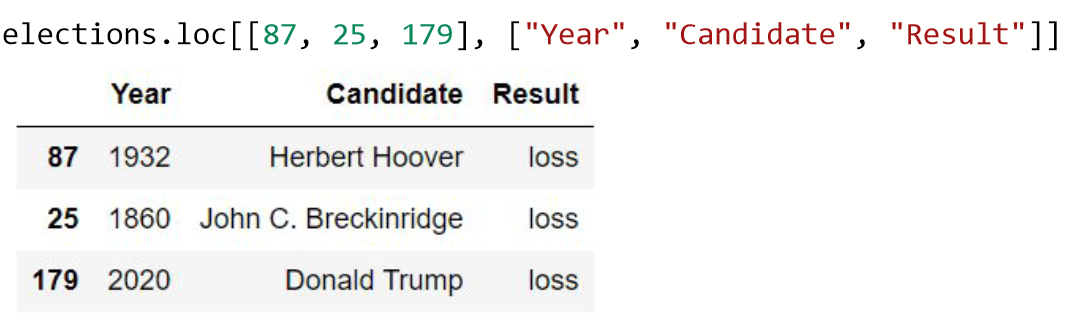 elections.loc[[87, 25, 179], ["Year", "Candidate", "Result"]]
Year Candidate Result
87 1932 Herbert Hoover loss
25 1860 John C. Breckinridge loss
179 2020 Donald Trump loss